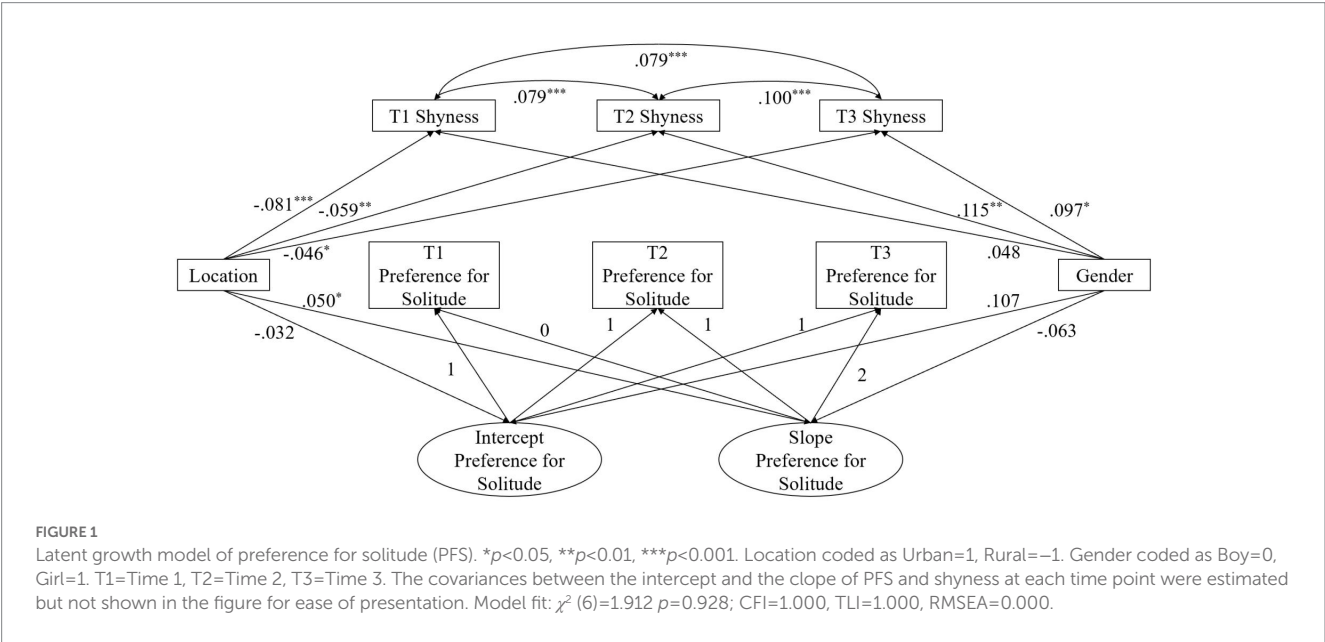 .079***
.079***
.100***
T1 Shyness
T2 Shyness
T3 Shyness
-.081***
-.059**
.115**
.097*
-.046*
.048
Location
T1
Preference for
Solitude
T2
Preference for
Solitude
T3
Preference for
Solitude
Gender
.050*
.107
-.032
0
1
1
1
-.063
1
2
Intercept
Preference for
Solitude
Slope
Preference for
Solitude
FIGURE 1
Latent growth model of preference for solitude (PFS). *p<0.05, **p<0.01, ***p<0.001. Location coded as Urban=1, Rural=−1. Gender coded as Boy=0,
Girl=1. T1=Time 1, T2=Time 2, T3=Time 3. The covariances between the intercept and the clope of PFS and shyness at each time point were estimated
but not shown in the figure for ease of presentation. Model fit: χ² (6)=1.912 p=0.928; CFI=1.000, TLI=1.000, RMSEA=0.000.